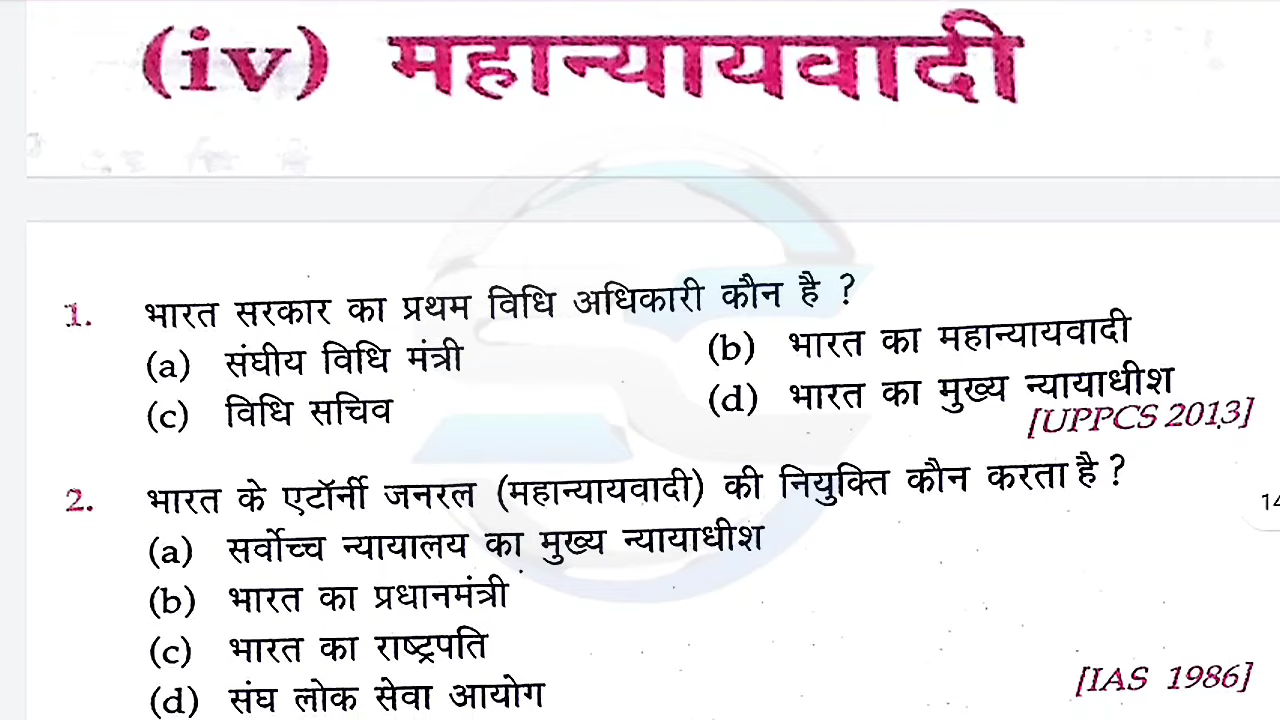 (iv) महान्यायवादी
1. भारत सरकार का प्रथम विधि अधिकारी कौन है ?
(a) संघीय विधि मंत्री (b) भारत का महान्यायवादी
(c) विधि सचिव (d) भारत का मुख्य न्यायाधीश
[UPPCS 2013]
2. भारत के एटॉर्नी जनरल (महान्यायवादी) की नियुक्ति कौन करता है ?
(a) सर्वोच्च न्यायालय का मुख्य न्यायाधीश
(b) भारत का प्रधानमंत्री
(c) भारत का राष्ट्रपति
(d) संघ लोक सेवा आयोग
[IAS 1986]